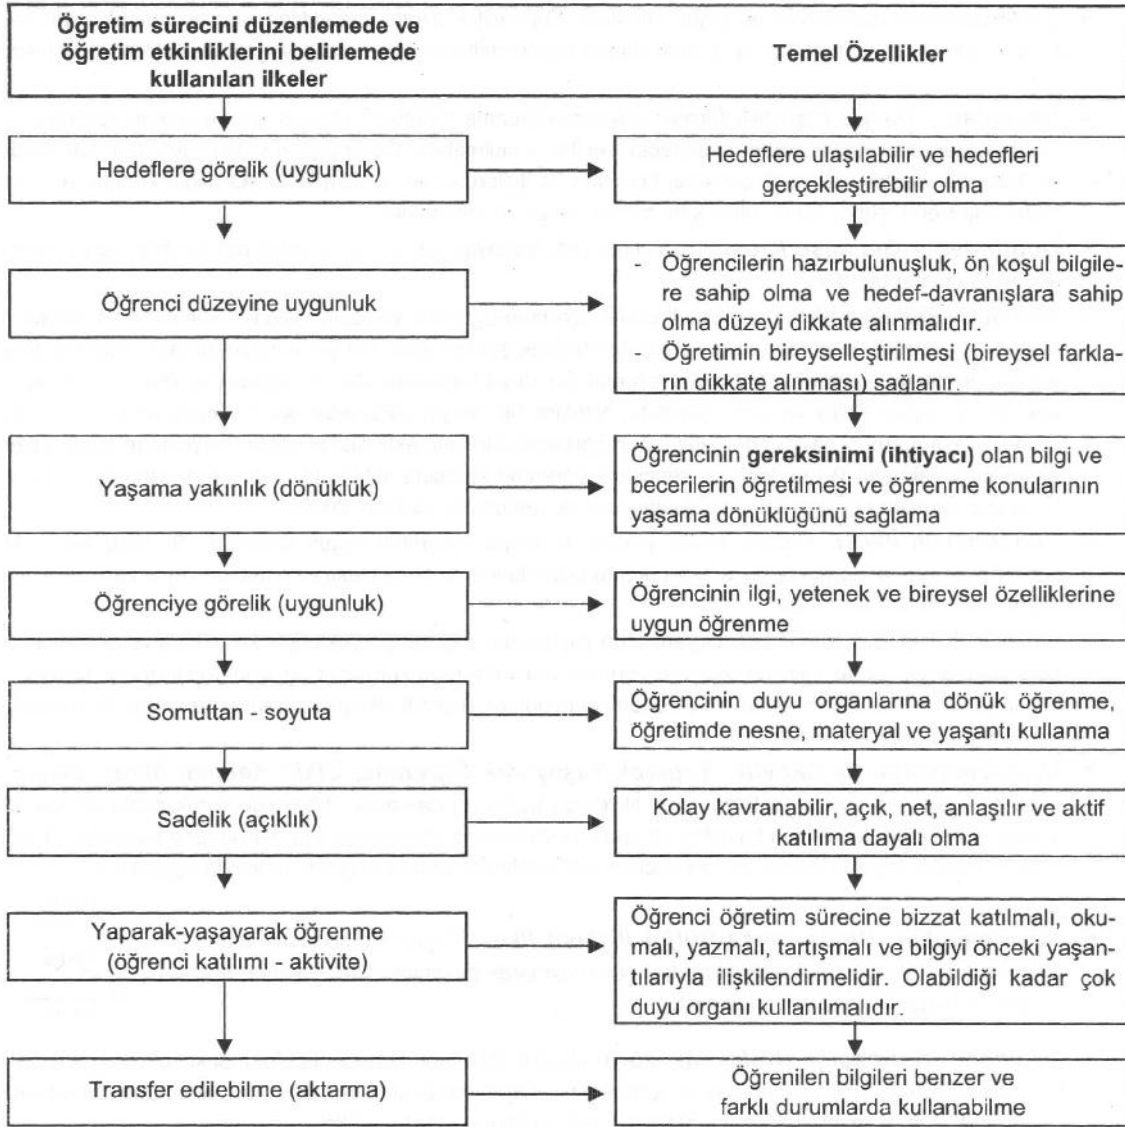 Öğretim sürecini düzenlemede ve
öğretim etkinliklerini belirlemede
kullanılan ilkeler
Temel Özellikler
Hedeflere görelik (uygunluk)
Hedeflere ulaşılabilir ve hedefleri
gerçekleştirebilir olma
Öğrenci düzeyine uygunluk
- Öğrencilerin hazırbulunuşluk, ön koşul bilgile-
re sahip olma ve hedef-davranışlara sahip
olma düzeyi dikkate alınmalıdır.
- Öğretimin bireyselleştirilmesi (bireysel farkla-
rın dikkate alınması) sağlanır.
Yaşama yakınlık (dönüklük)
Öğrencinin gereksinimi (ihtiyacı) olan bilgi ve
becerilerin öğretilmesi ve öğrenme konularının
yaşama dönüklüğünü sağlama
Öğrenciye görelik (uygunluk)
Öğrencinin ilgi, yetenek ve bireysel özelliklerine
uygun öğrenme
Somuttan - soyuta
Öğrencinin duyu organlarına dönük öğrenme,
öğretimde nesne, materyal ve yaşantı kullanma
Sadelik (açıklık)
Kolay kavranabilir, açık, net, anlaşılır ve aktif
katılıma dayalı olma
Yaparak-yaşayarak öğrenme
(öğrenci katılımı - aktivite)
Öğrenci öğretim sürecine bizzat katılmalı, oku-
malı, yazmalı, tartışmalı ve bilgiyi önceki yaşan-
tılarıyla ilişkilendirmelidir. Olabildiği kadar çok
duyu organı kullanılmalıdır.
Transfer edilebilme (aktarma)
Öğrenilen bilgileri benzer ve
farklı durumlarda kullanabilme